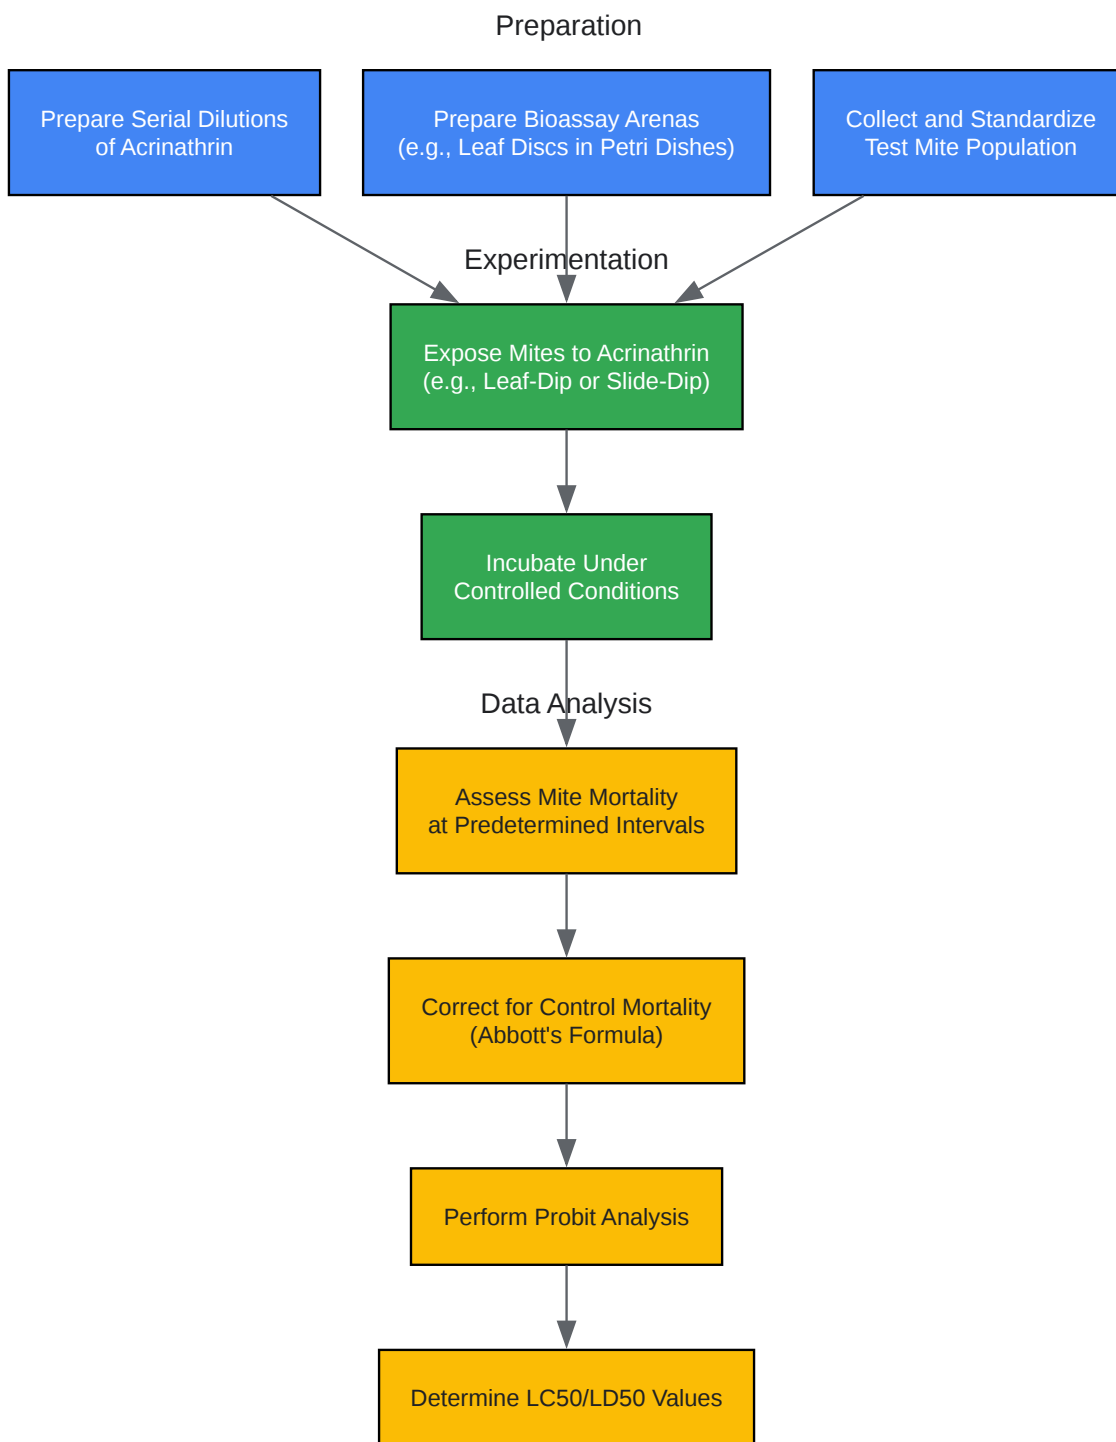 Preparation
Prepare Serial Dilutions
of Acrinathrin
Prepare Bioassay Arenas
(e.g., Leaf Discs in Petri Dishes)
Collect and Standardize
Test Mite Population
Experimentation
Expose Mites to Acrinathrin
(e.g., Leaf-Dip or Slide-Dip)
Incubate Under
Controlled Conditions
Data Analysis
Assess Mite Mortality
at Predetermined Intervals
Correct for Control Mortality
(Abbott's Formula)
Perform Probit Analysis
Determine LC50/LD50 Values